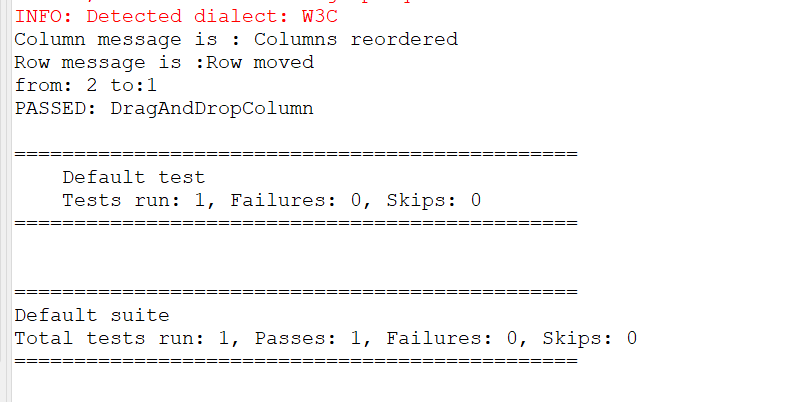 INFO: Detected dialect: W3C
Column message is : Columns reordered
Row message is :Row moved
from: 2 to:1
PASSED: DragAndDropColumn
===============================================
    Default test
    Tests run: 1, Failures: 0, Skips: 0
===============================================
===============================================
Default suite
Total tests run: 1, Passes: 1, Failures: 0, Skips: 0
===============================================